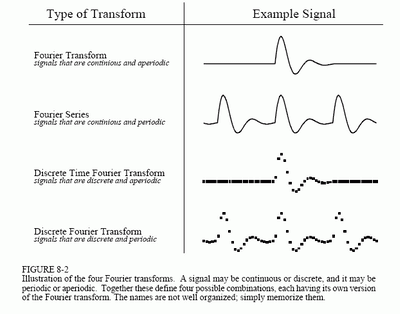 Type of Transform
Example Signal
Fourier Transform
signals that are continious and aperiodic
Fourier Series
signals that are continious and periodic
Discrete Time Fourier Transform
signals that are discrete and aperiodic
Discrete Fourier Transform
signals that are discrete and periodic
FIGURE 8-2
Illustration of the four Fourier transforms. A signal may be continuous or discrete, and it may be
periodic or aperiodic. Together these define four possible combinations, each having its own version
of the Fourier transform. The names are not well organized; simply memorize them.